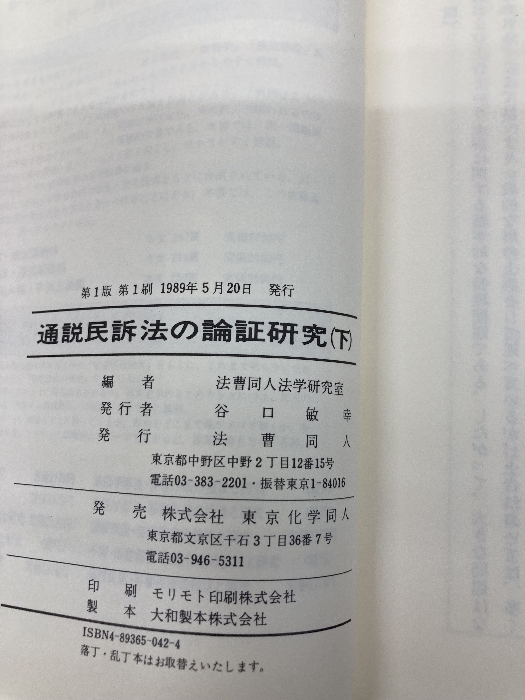 第1版 第1刷 1989年5月20日 発行
通説民訴法の論証研究(下)
編者 法曹同人法学研究室
発行者 谷口敏幸
発行 法曹同人
東京都中野区中野2丁目12番15号
電話03-383-2201・振替東京1-84016
発売 株式会社 東京化学同人
東京都文京区千石3丁目36番7号
電話03-946-5311
印刷 モリモト印刷株式会社
製本 大和製本株式会社
ISBN4-89365-042-4
落丁・乱丁本はお取替えいたします。